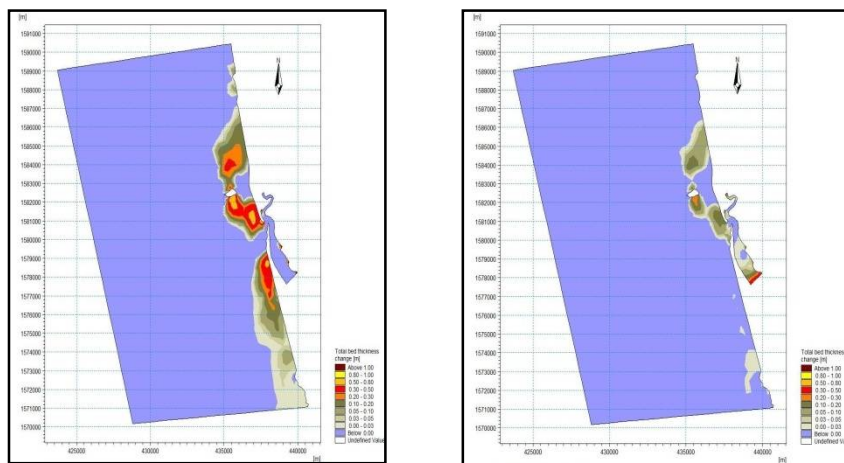 [m]
1591000
1590000
1589000
1588000
1587000
1586000
1585000
1584000
1583000
1582000
1581000
1580000
1579000
1578000
1577000
1576000
1575000
1574000
1573000
1572000
1571000
1570000
425000
430000
435000
440000
[m]
N
Total bed thickness
change [m]
Above 1.00
0.80 - 1.00
0.50 - 0.80
0.30 - 0.50
0.20 - 0.30
0.10 - 0.20
0.05 - 0.10
0.03 - 0.05
0.00 - 0.03
Below 0.00
Undefined Value
[m]
1591000
1590000
1589000
1588000
1587000
1586000
1585000
1584000
1583000
1582000
1581000
1580000
1579000
1578000
1577000
1576000
1575000
1574000
1573000
1572000
1571000
1570000
425000
430000
435000
440000
[m]
N
Total bed thickness
change [m]
Above 1.00
0.80 - 1.00
0.50 - 0.80
0.30 - 0.50
0.20 - 0.30
0.10 - 0.20
0.05 - 0.10
0.03 - 0.05
0.00 - 0.03
Below 0.00
Undefined Value